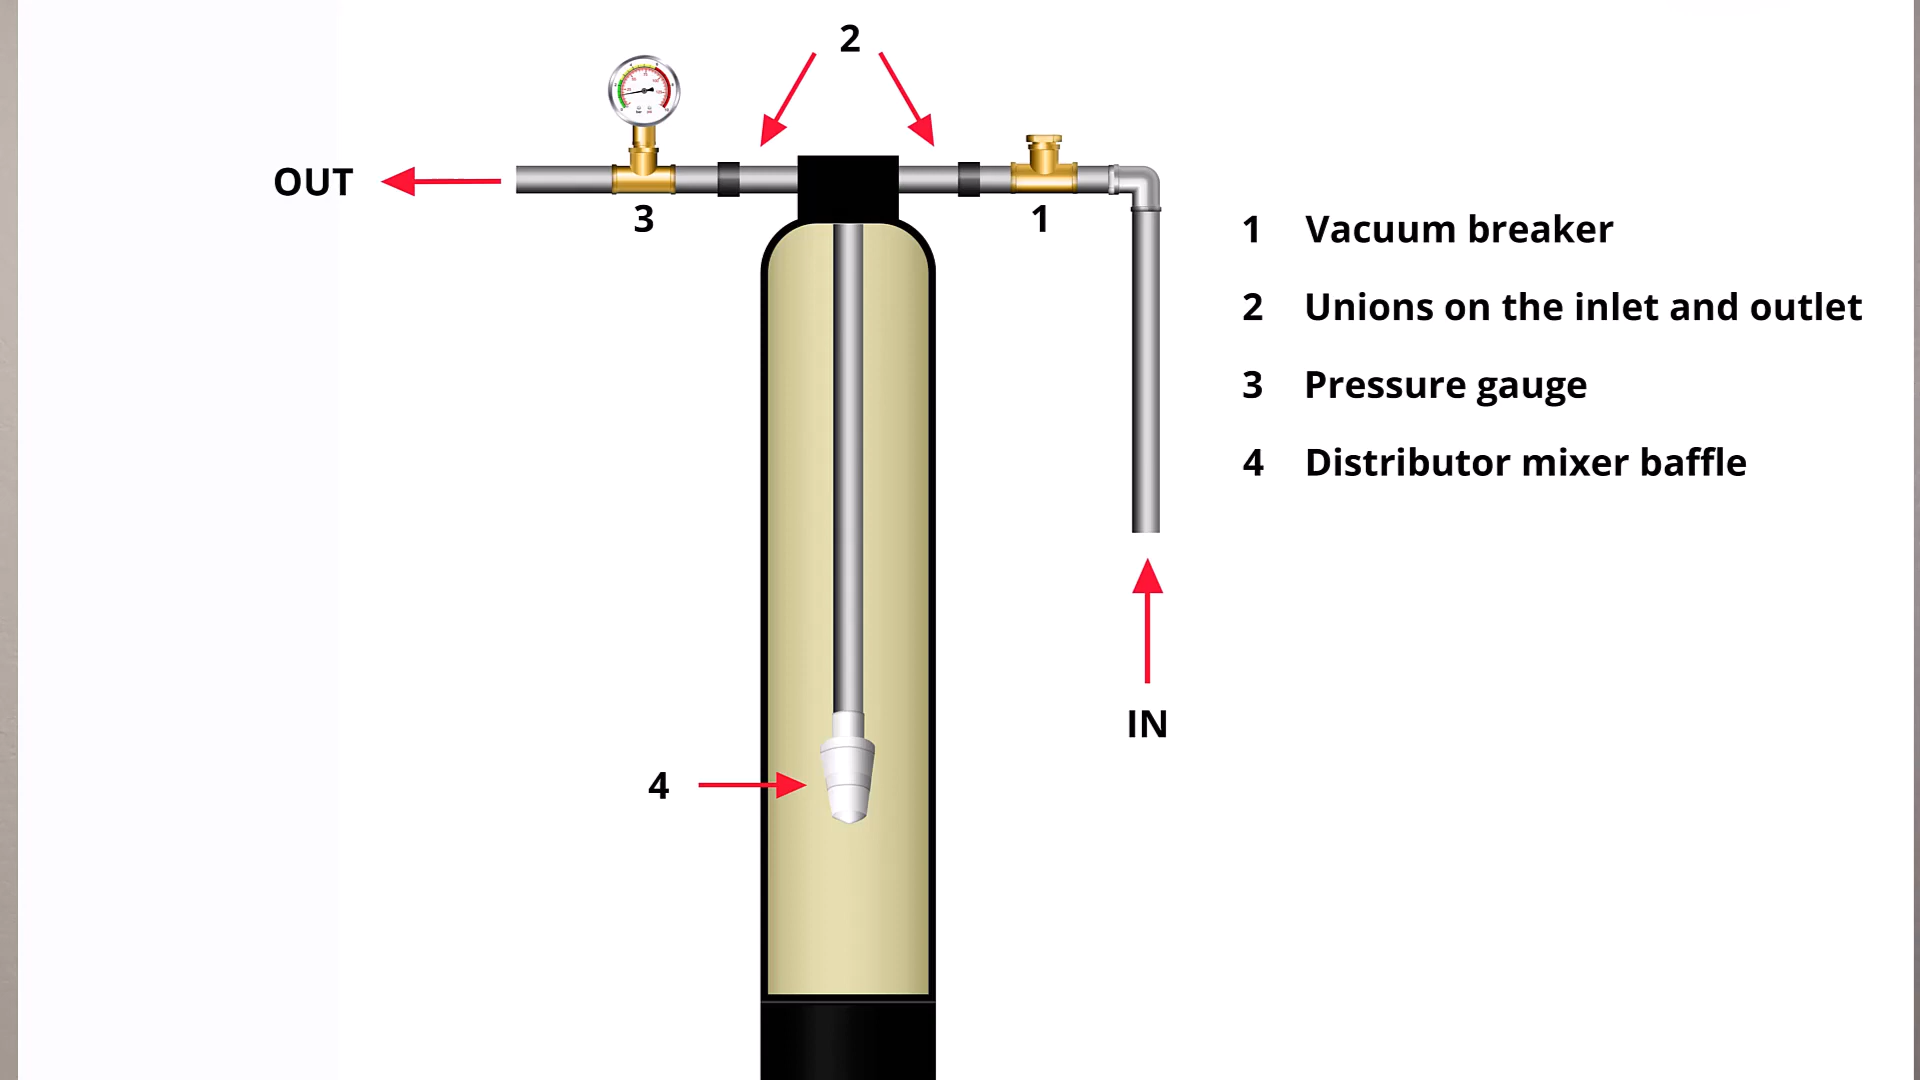 2
OUT
3
1
1 Vacuum breaker
2 Unions on the inlet and outlet
3 Pressure gauge
4 Distributor mixer baffle
IN
4